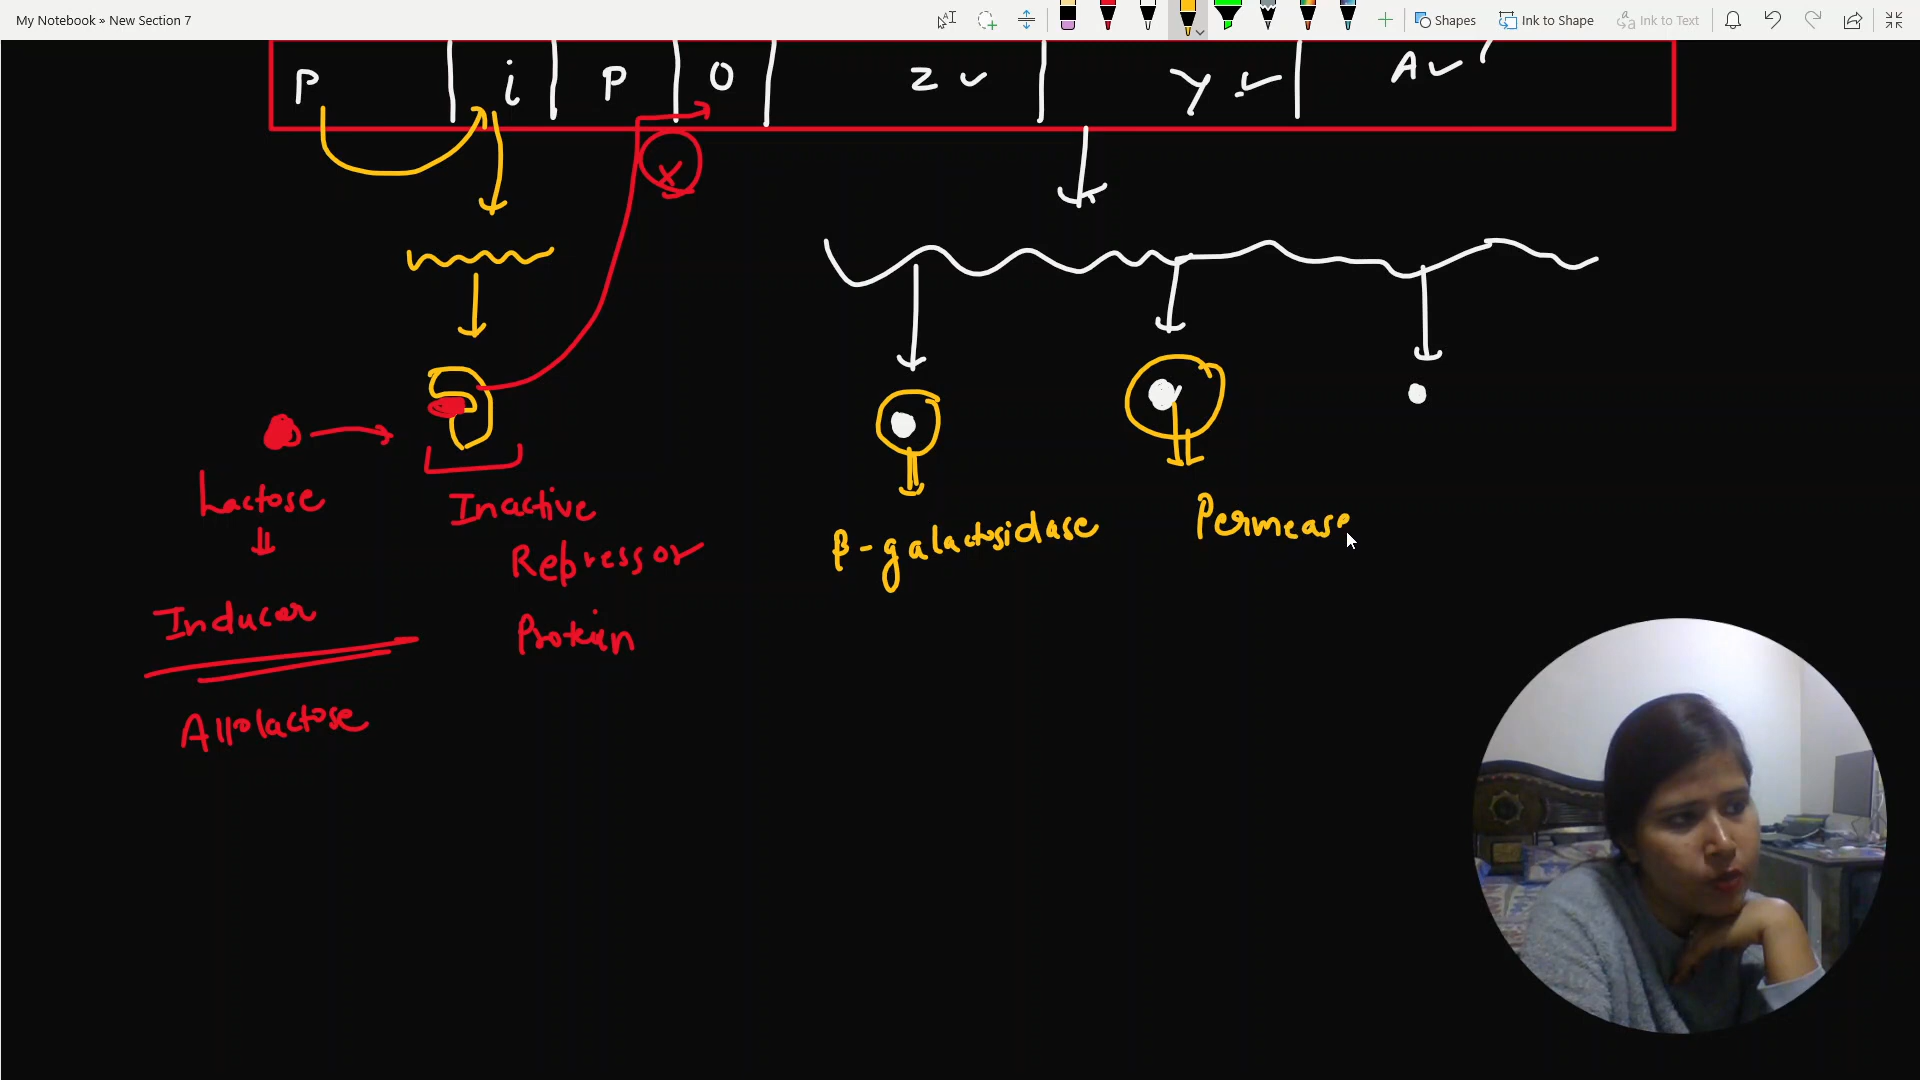 My Notebook » New Section 7
Shapes
Ink to Shape
Ink to Text
P i P O Z Y A
X
Lactose
Inactive
Repressor
Protein
Inducer
Allolactose
β-galactosidase
Permease